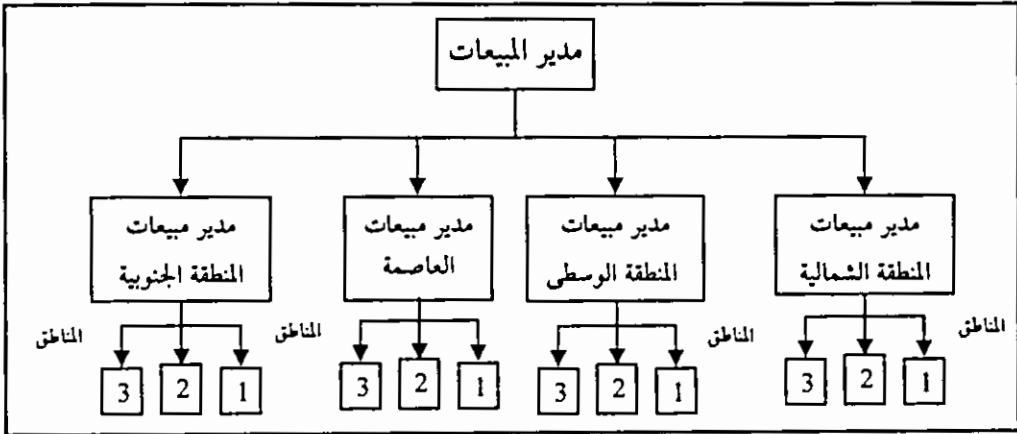 مدير المبيعات
مدير مبيعات
المنطقة الشمالية
مدير مبيعات
المنطقة الوسطى
مدير مبيعات
العاصمة
مدير مبيعات
المنطقة الجنوبية
المناطق
1 2 3
المناطق
1 2 3
المناطق
1 2 3
المناطق
1 2 3